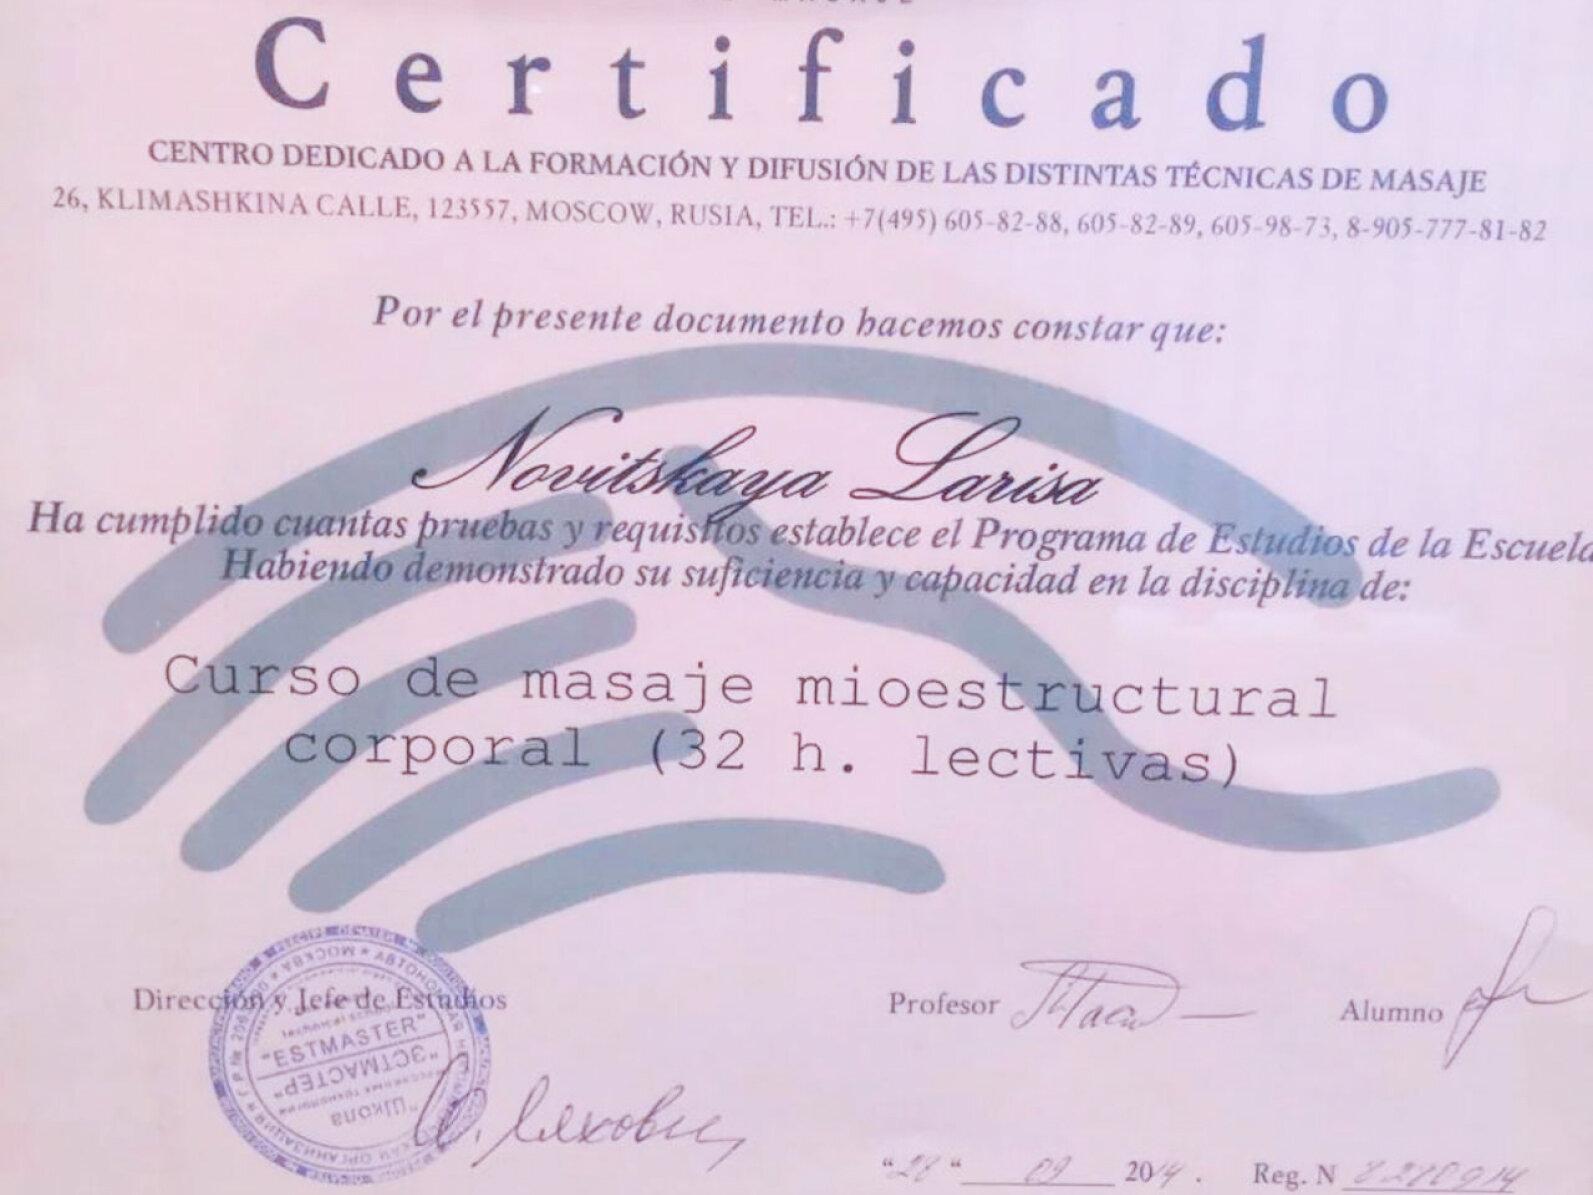 Certificado
CENTRO DEDICADO A LA FORMACIÓN Y DIFUSIÓN DE LAS DISTINTAS TÉCNICAS DE MASAJE
26, KLIMASHKINA CALLE, 123557, MOSCOW, RUSIA, TEL.: +7(495) 605-82-88, 605-82-89, 605-98-73, 8-905-777-81-82
Por el presente documento hacemos constar que:
Novitskaya Larisa
Ha cumplido cuantas pruebas y requisitos establece el Programa de Estudios de la Escuela
Habiendo demonstrado su suficiencia y capacidad en la disciplina de:
Curso de masaje mioestructural
corporal (32 h. lectivas)
Dirección y Jefe de Estudios
Profesor
Alumno
МОСКВА * АВТОНОМНАЯ
technical school
"ESTMASTER"
"ЭСТМАСТЕР"
"Школа
"28" 09 2014. Reg. N